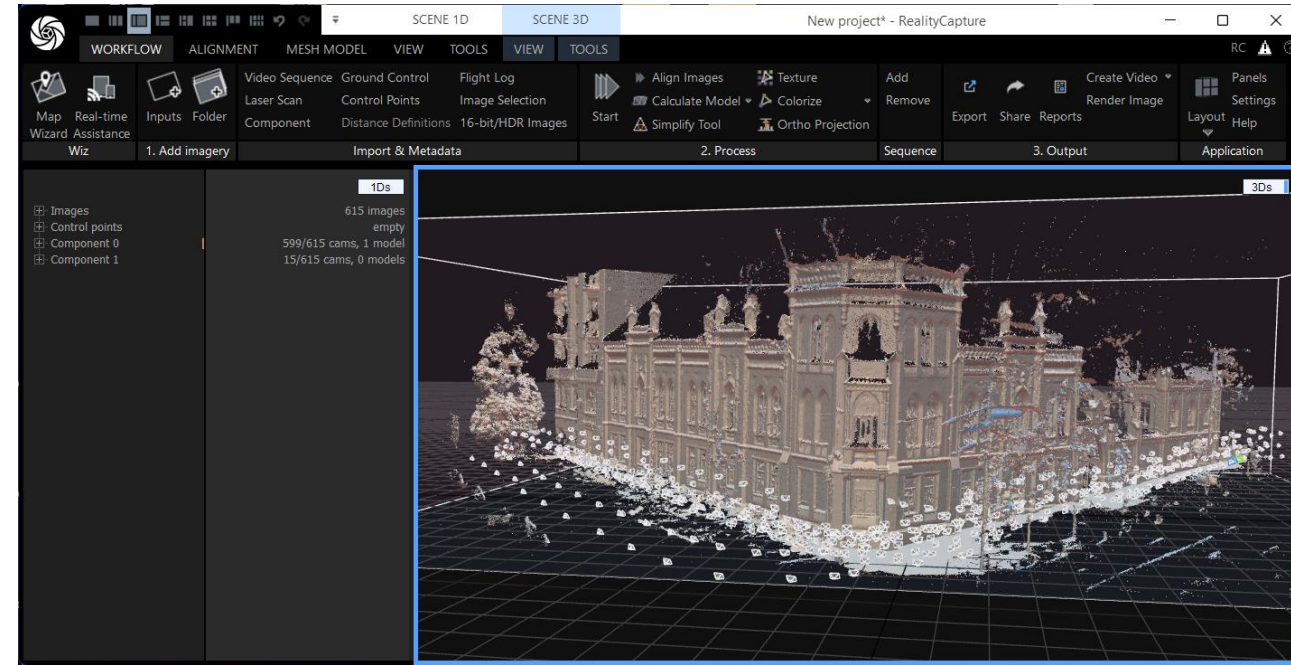 SCENE 1D SCENE 3D New project* - RealityCapture
WORKFLOW ALIGNMENT MESH MODEL VIEW TOOLS VIEW TOOLS RC
Video Sequence Ground Control Flight Log Align Images Texture Add Create Video Panels
Laser Scan Control Points Image Selection Calculate Model Colorize Remove Render Image Settings
Map Real-time Inputs Folder Component Distance Definitions 16-bit/HDR Images Start Simplify Tool Ortho Projection Export Share Reports Layout Help
Wizard Assistance
Wiz 1. Add imagery Import & Metadata 2. Process Sequence 3. Output Application
1Ds 3Ds
Images 615 images
Control points empty
Component 0 599/615 cams, 1 model
Component 1 15/615 cams, 0 models